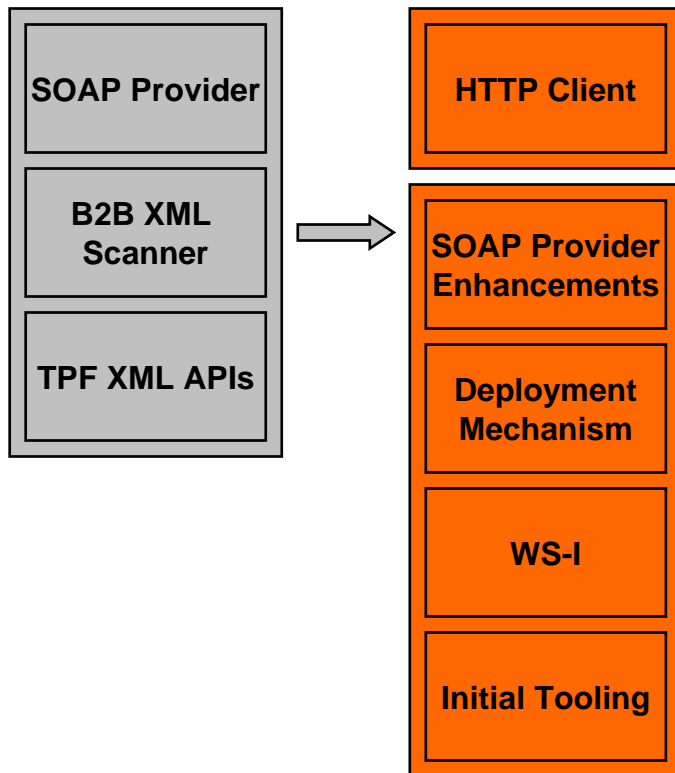 SOAP Provider
B2B XML
Scanner
TPF XML APIs
HTTP Client
SOAP Provider
Enhancements
Deployment
Mechanism
WS-I
Initial Tooling